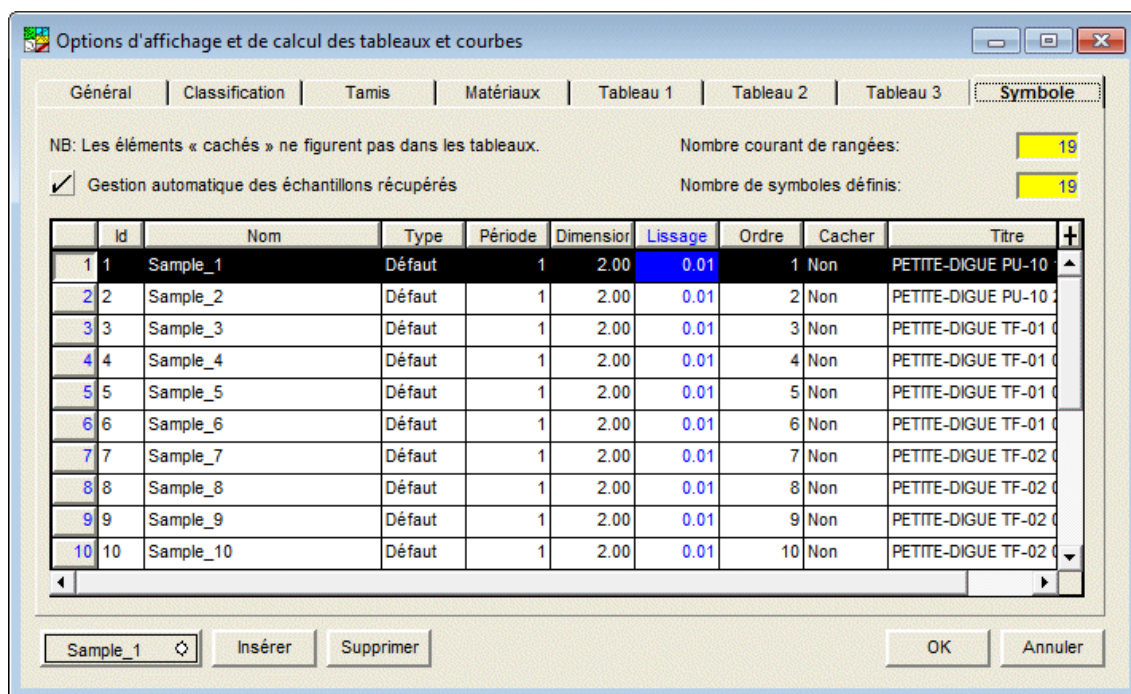 Options d'affichage et de calcul des tableaux et courbes
Général Classification Tamis Matériaux Tableau 1 Tableau 2 Tableau 3 Symbole
NB: Les éléments « cachés » ne figurent pas dans les tableaux. Nombre courant de rangées: 19
Gestion automatique des échantillons récupérés Nombre de symboles définis: 19
Id Nom Type Période Dimension Lissage Ordre Cacher Titre +
1 1 Sample_1 Défaut 1 2.00 0.01 1 Non PETITE-DIGUE PU-10
2 2 Sample_2 Défaut 1 2.00 0.01 2 Non PETITE-DIGUE PU-10
3 3 Sample_3 Défaut 1 2.00 0.01 3 Non PETITE-DIGUE TF-01
4 4 Sample_4 Défaut 1 2.00 0.01 4 Non PETITE-DIGUE TF-01
5 5 Sample_5 Défaut 1 2.00 0.01 5 Non PETITE-DIGUE TF-01
6 6 Sample_6 Défaut 1 2.00 0.01 6 Non PETITE-DIGUE TF-01
7 7 Sample_7 Défaut 1 2.00 0.01 7 Non PETITE-DIGUE TF-02
8 8 Sample_8 Défaut 1 2.00 0.01 8 Non PETITE-DIGUE TF-02
9 9 Sample_9 Défaut 1 2.00 0.01 9 Non PETITE-DIGUE TF-02
10 10 Sample_10 Défaut 1 2.00 0.01 10 Non PETITE-DIGUE TF-02
Sample_1 Insérer Supprimer OK Annuler